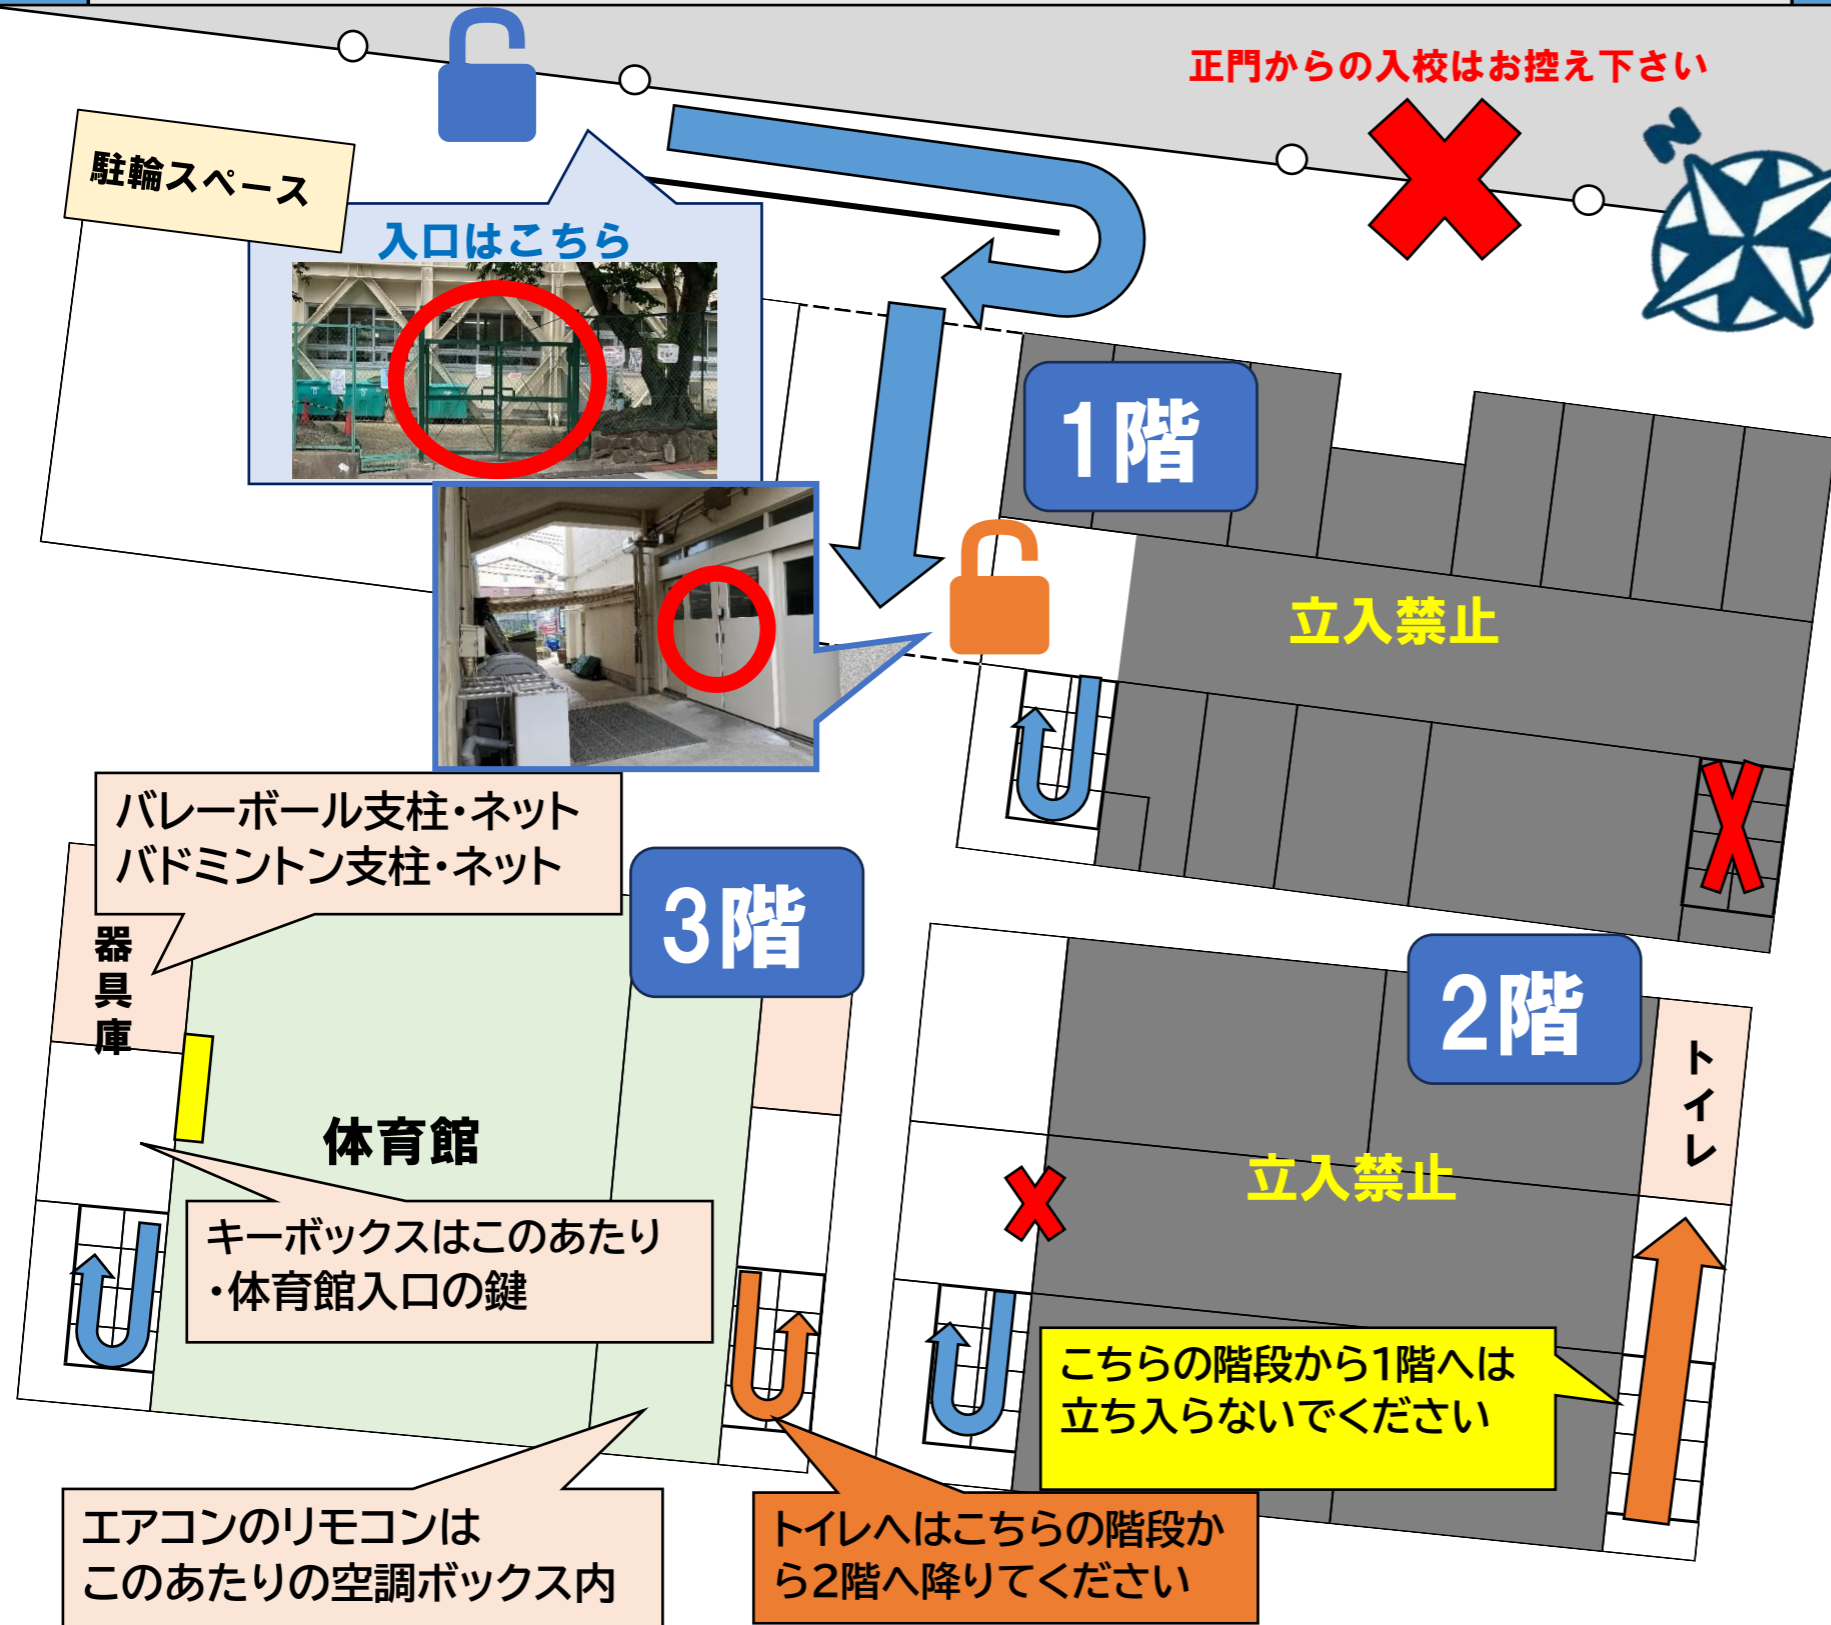 正門からの入校はお控え下さい
N
駐輪スペース
入口はこちら
1階
立入禁止
バレーボール支柱・ネット
バドミントン支柱・ネット
3階
器具庫
2階
トイレ
体育館
立入禁止
キーボックスはこのあたり
・体育館入口の鍵
こちらの階段から1階へは
立ち入らないでください
エアコンのリモコンは
このあたりの空調ボックス内
トイレへはこちらの階段か
ら2階へ降りてください